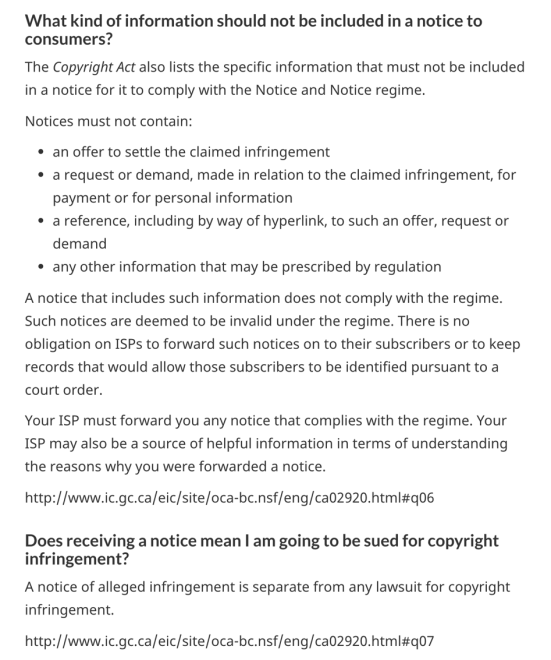 What kind of information should not be included in a notice to
consumers?
The Copyright Act also lists the specific information that must not be included
in a notice for it to comply with the Notice and Notice regime.
Notices must not contain:
• an offer to settle the claimed infringement
• a request or demand, made in relation to the claimed infringement, for
payment or for personal information
• a reference, including by way of hyperlink, to such an offer, request or
demand
• any other information that may be prescribed by regulation
A notice that includes such information does not comply with the regime.
Such notices are deemed to be invalid under the regime. There is no
obligation on ISPs to forward such notices on to their subscribers or to keep
records that would allow those subscribers to be identified pursuant to a
court order.
Your ISP must forward you any notice that complies with the regime. Your
ISP may also be a source of helpful information in terms of understanding
the reasons why you were forwarded a notice.
http://www.ic.gc.ca/eic/site/oca-bc.nsf/eng/ca02920.html#q06
Does receiving a notice mean I am going to be sued for copyright
infringement?
A notice of alleged infringement is separate from any lawsuit for copyright
infringement.
http://www.ic.gc.ca/eic/site/oca-bc.nsf/eng/ca02920.html#q07